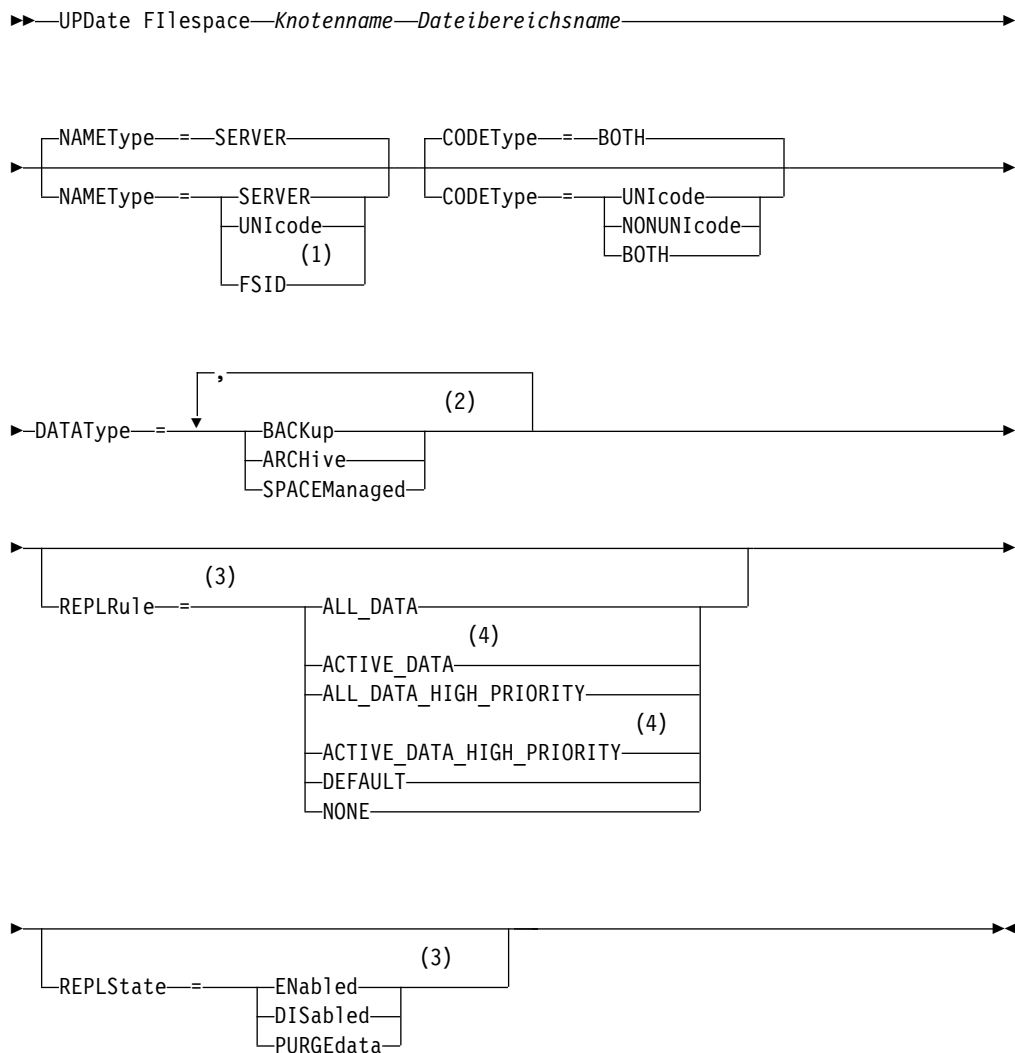 UPDate FIlespace Knotenname Dateibereichsname
NAMEType = SERVER CODEType = BOTH
NAMEType = SERVER CODEType = UNIcode
UNIcode NONUNIcode
(1) BOTH
FSID
,
(2)
DATAType = BACKup
ARCHive
SPACEManaged
(3)
REPLRule = ALL_DATA
(4)
ACTIVE_DATA
ALL_DATA_HIGH_PRIORITY
(4)
ACTIVE_DATA_HIGH_PRIORITY
DEFAULT
NONE
(3)
REPLState = ENabled
DISabled
PURGEdata